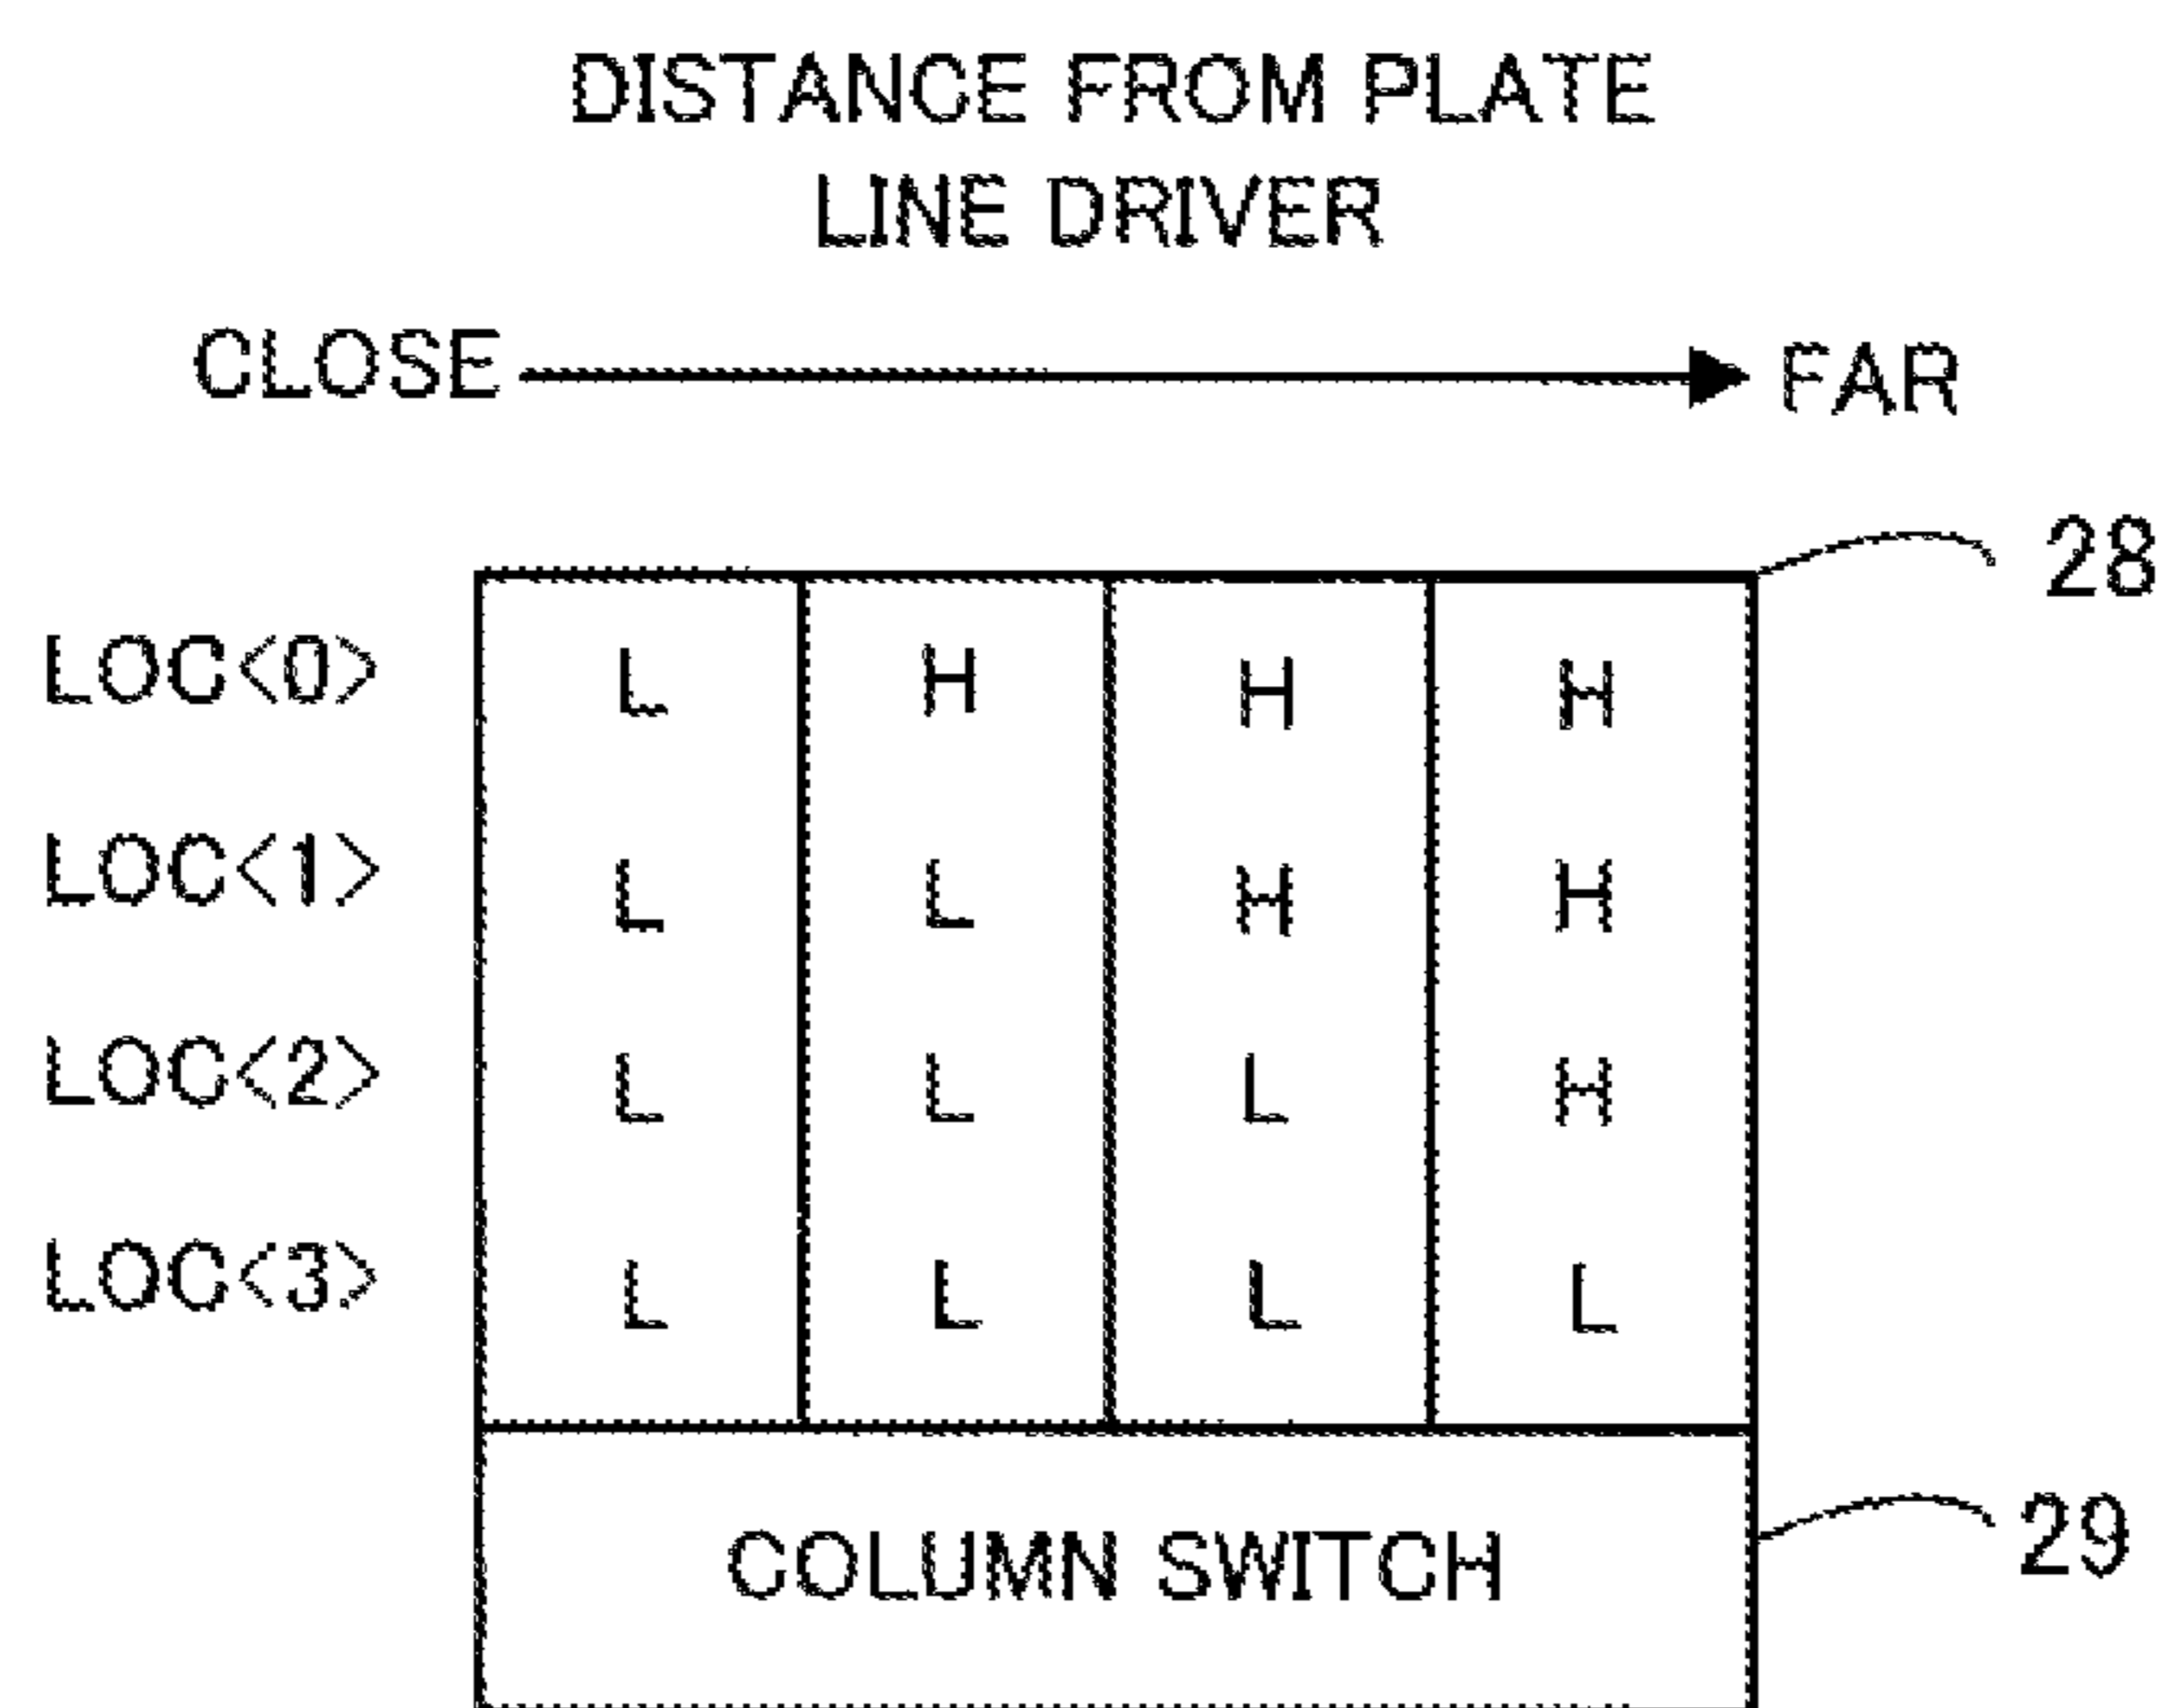 DISTANCE FROM PLATE
LINE DRIVER
CLOSE FAR
28
LOC<0> L H H H
LOC<1> L L H H
LOC<2> L L L H
LOC<3> L L L L
COLUMN SWITCH 29